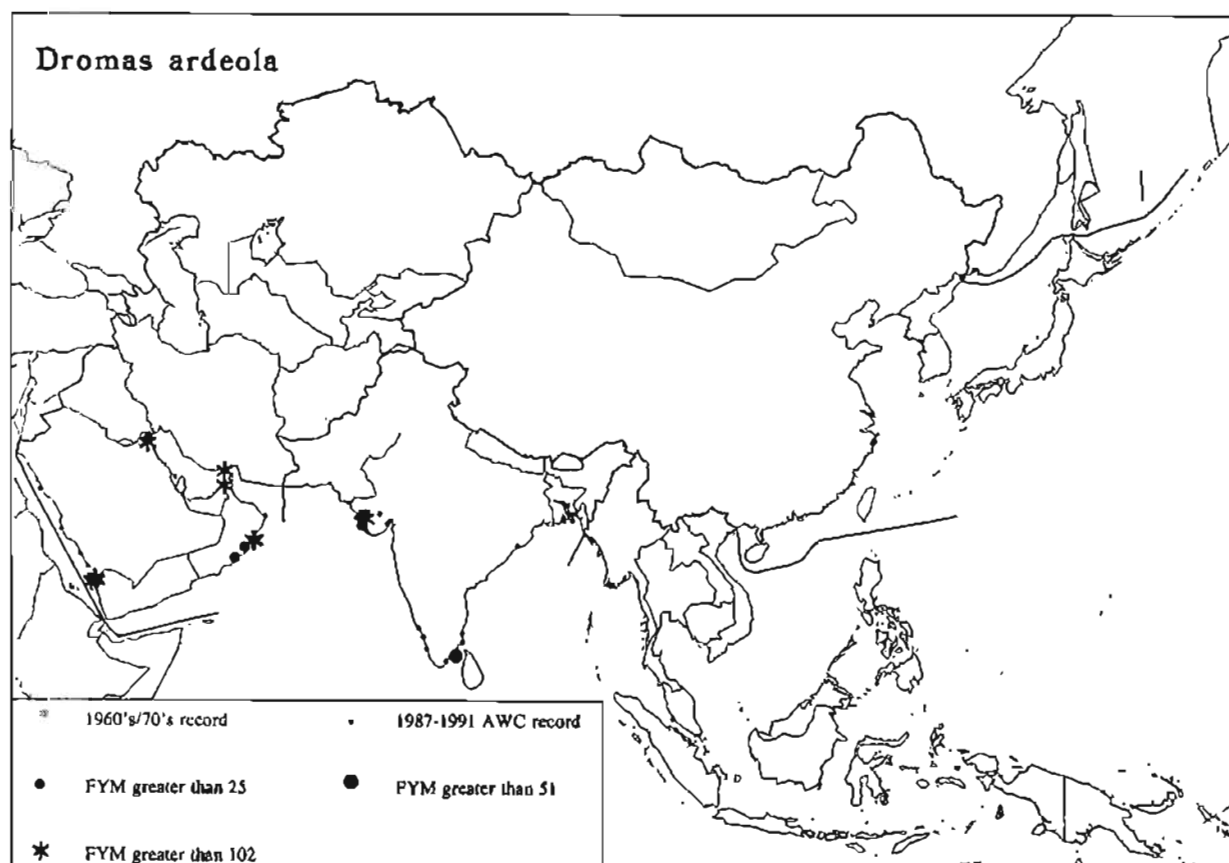 Dromas ardeola
1960's/70's record
1987-1991 AWC record
FYM greater than 25
FYM greater than 51
FYM greater than 102